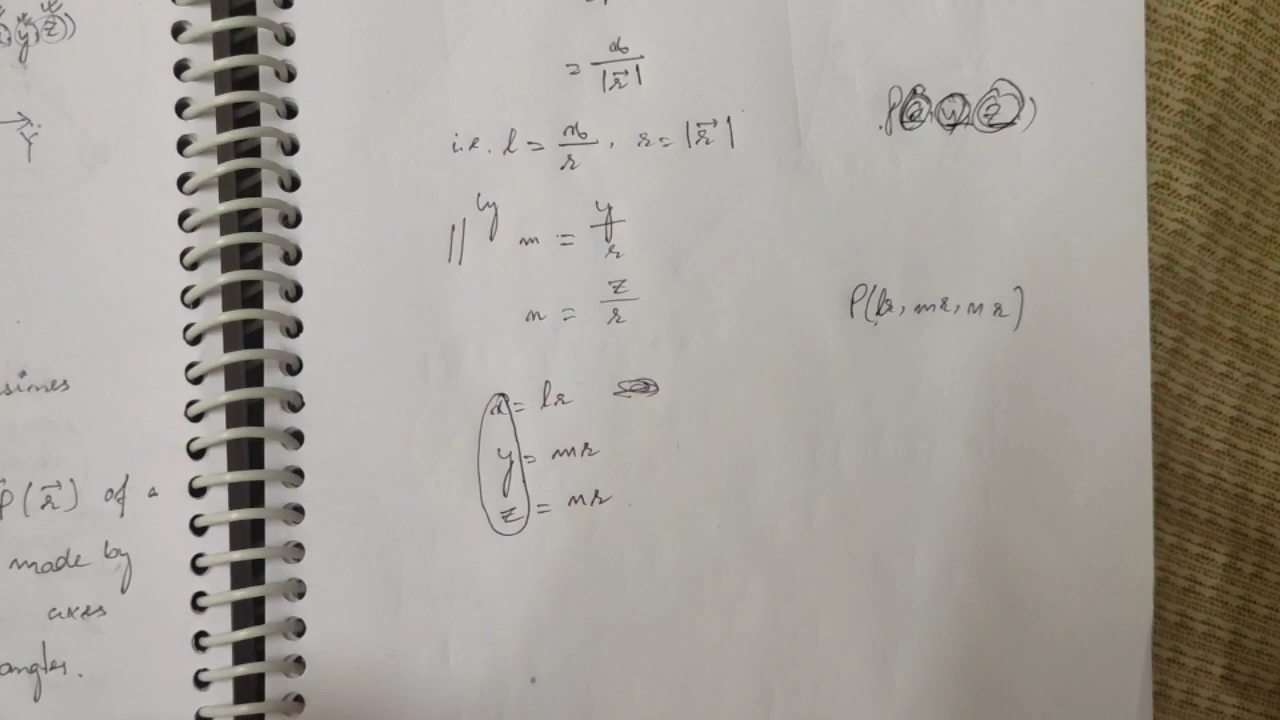 y, z)
→
j
sines
P(r⃗) of a
made by
axes
angles.
= x/|r⃗|
i.e. l = x/r, r = |r⃗|
||ly m = y/r
n = z/r
x = lr
y = mr
z = nr.
P(x, y, z)
P(lr, mr, nr)